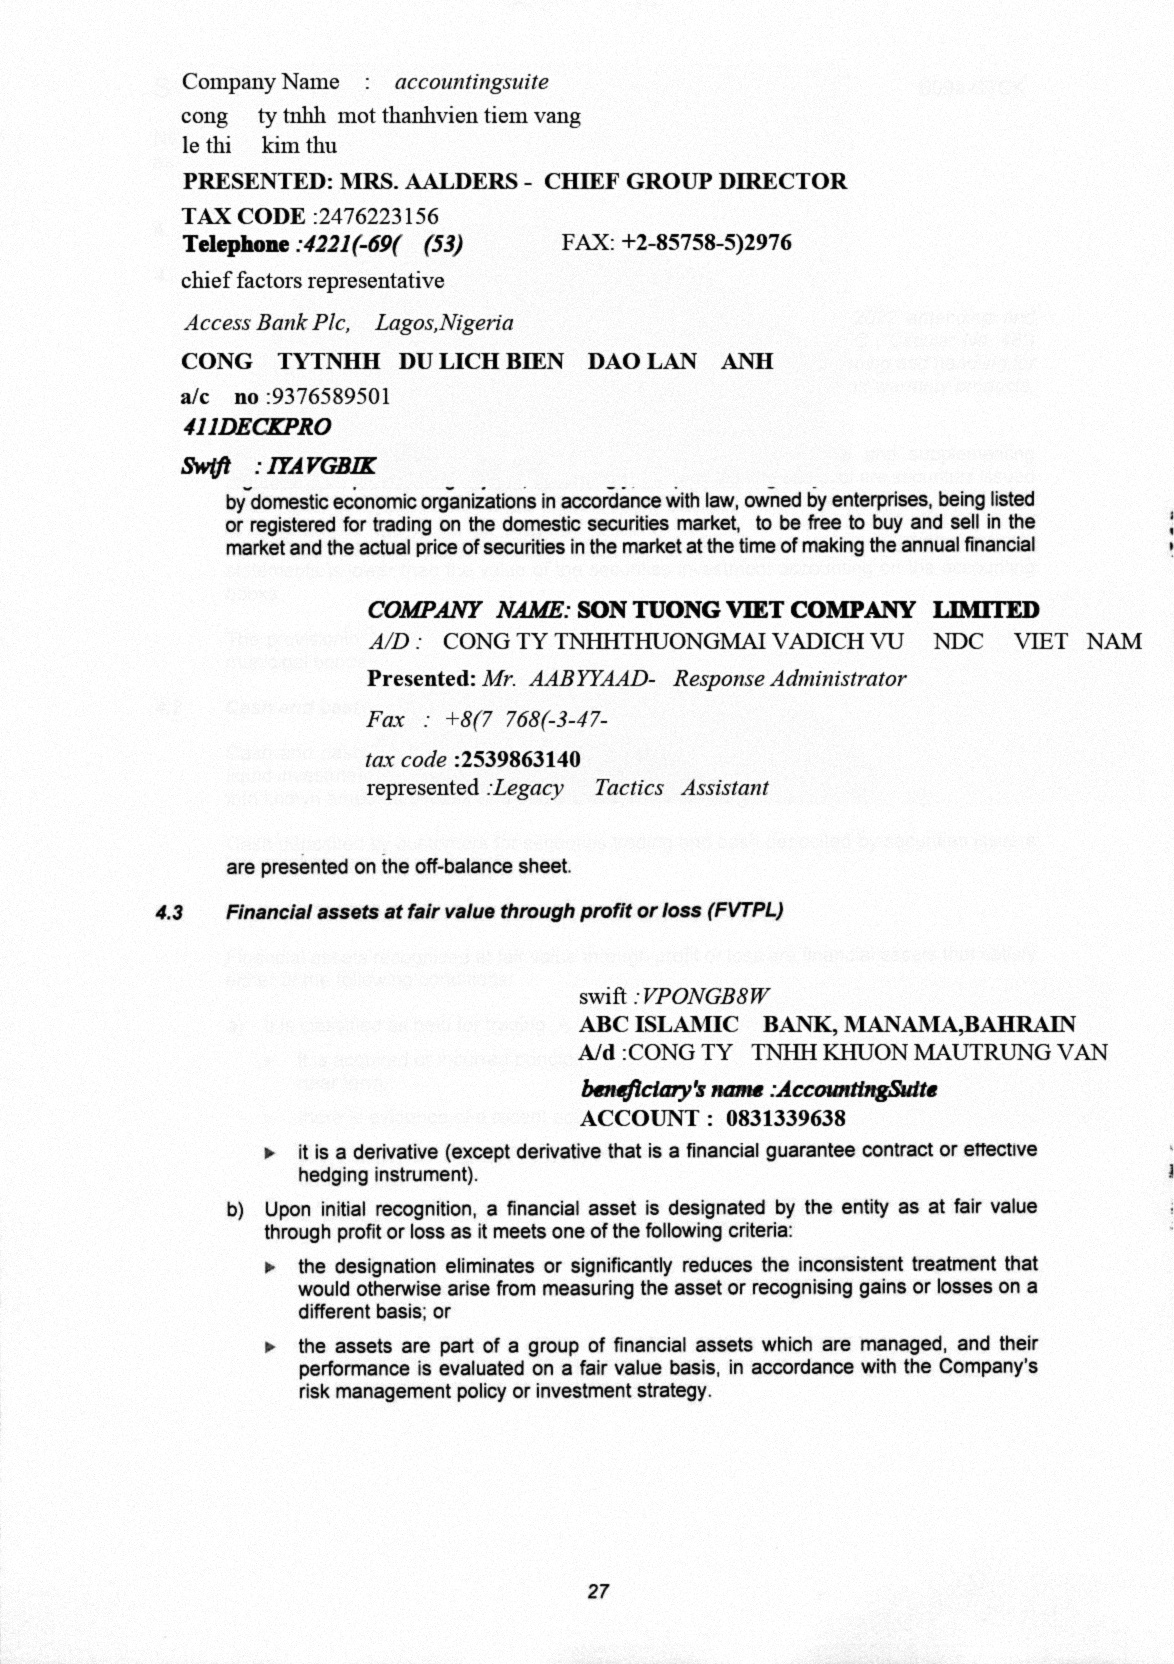 Company Name : accountingsuite
cong ty tnhh mot thanhvien tiem vang
le thi kim thu
PRESENTED: MRS. AALDERS - CHIEF GROUP DIRECTOR
TAX CODE :2476223156
Telephone :4221(-69( (53) FAX: +2-85758-5)2976
chief factors representative
Access Bank Plc, Lagos,Nigeria
CONG TYTNHH DU LICH BIEN DAO LAN ANH
a/c no :9376589501
411DECKPRO
Swift : IYAVGBIK
by domestic economic organizations in accordance with law, owned by enterprises, being listed
or registered for trading on the domestic securities market, to be free to buy and sell in the
market and the actual price of securities in the market at the time of making the annual financial
COMPANY NAME: SON TUONG VIET COMPANY LIMITED
A/D : CONG TY TNHHTHUONGMAI VADICH VU NDC VIET NAM
Presented: Mr. AABYYAAD- Response Administrator
Fax : +8(7 768(-3-47-
tax code :2539863140
represented :Legacy Tactics Assistant
are presented on the off-balance sheet.
4.3 Financial assets at fair value through profit or loss (FVTPL)
swift : VPONGB8W
ABC ISLAMIC BANK, MANAMA,BAHRAIN
A/d :CONG TY TNHH KHUON MAUTRUNG VAN
beneficiary's name :AccountingSuite
ACCOUNT : 0831339638
► it is a derivative (except derivative that is a financial guarantee contract or effective
hedging instrument).
b) Upon initial recognition, a financial asset is designated by the entity as at fair value
through profit or loss as it meets one of the following criteria:
► the designation eliminates or significantly reduces the inconsistent treatment that
would otherwise arise from measuring the asset or recognising gains or losses on a
different basis; or
► the assets are part of a group of financial assets which are managed, and their
performance is evaluated on a fair value basis, in accordance with the Company's
risk management policy or investment strategy.
27